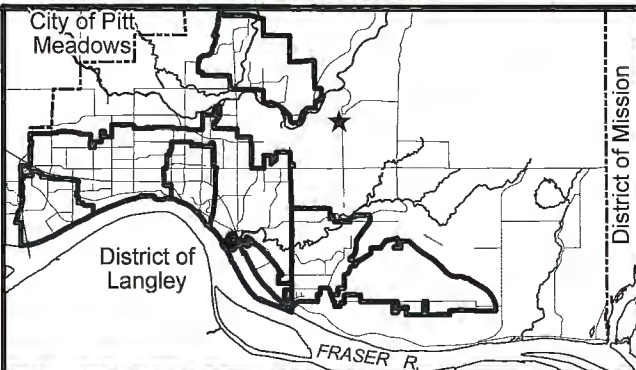 City of Pitt
Meadows
District of Mission
District of
Langley
FRASER R.